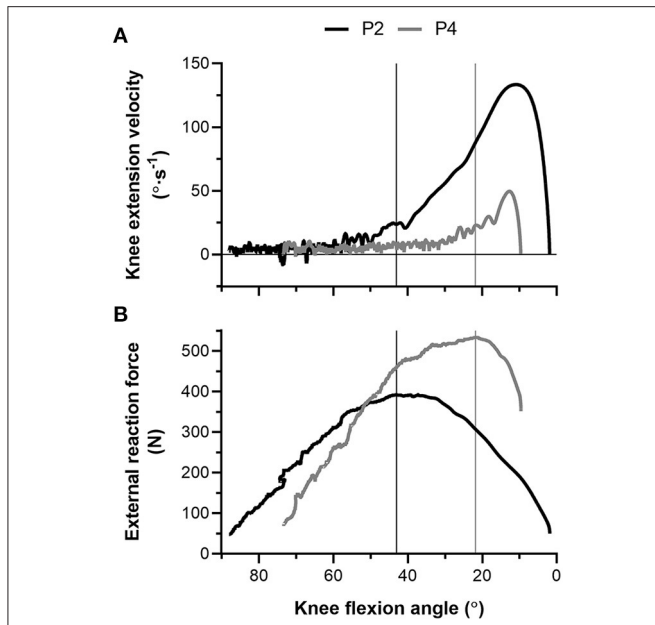 P2 P4
A
150
100
50
0
Knee extension velocity
(°·s-1)
B
500
400
300
200
100
0
External reaction force
(N)
80 60 40 20 0
Knee flexion angle (°)